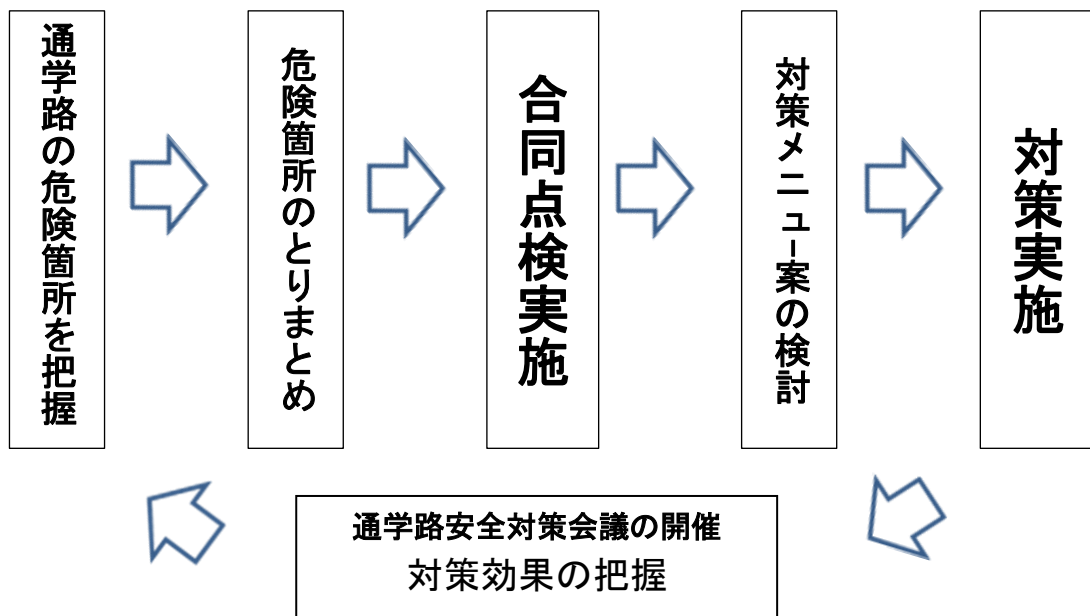 通学路の危険箇所を把握
危険箇所のとりまとめ
合同点検実施
対策メニュー案の検討
対策実施
通学路安全対策会議の開催
対策効果の把握